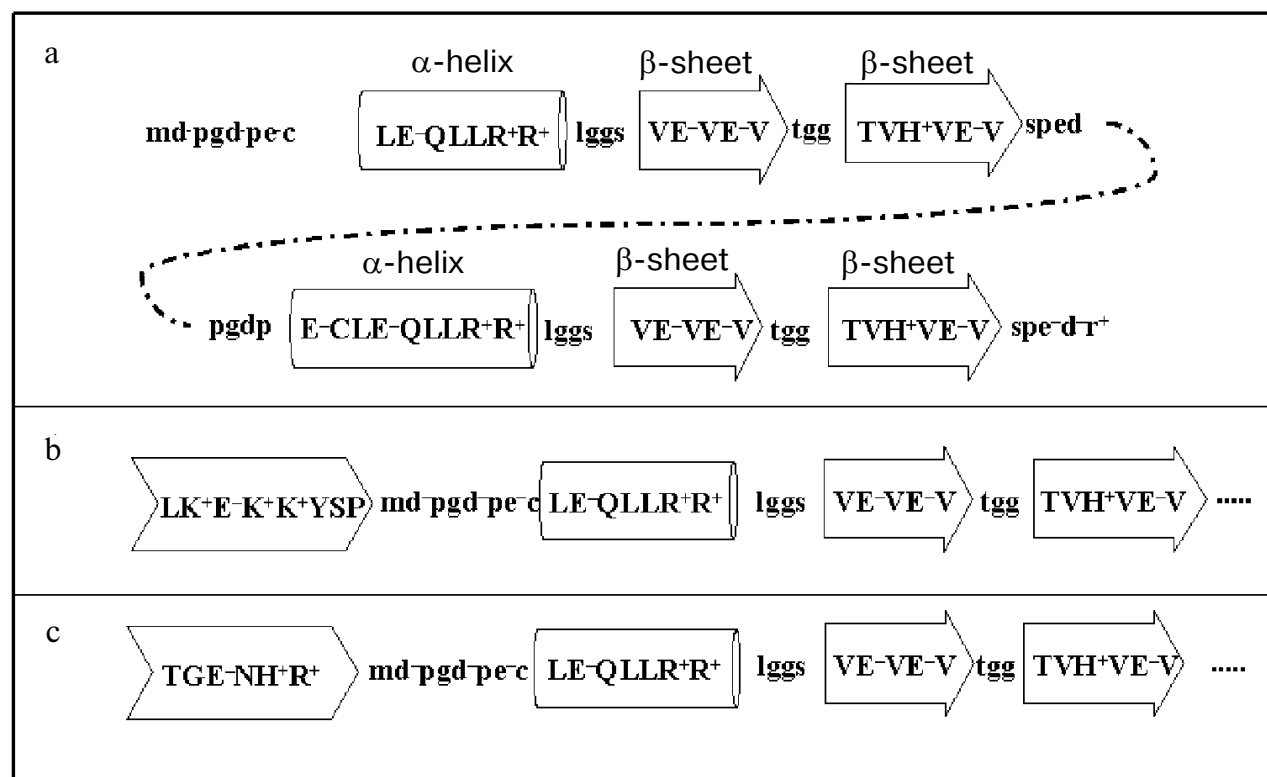 a
α-helix β-sheet β-sheet
md-pgd-pe-c LE⁻QLLR⁺R⁺ lggs VE⁻VE⁻V tgg TVH⁺VE⁻V sped
α-helix β-sheet β-sheet
pgdp E⁻CLE⁻QLLR⁺R⁺ lggs VE⁻VE⁻V tgg TVH⁺VE⁻V spe⁻d⁻r⁺
b
LK⁺E⁻K⁺K⁺YSP md⁻pgd⁻pe⁻c LE⁻QLLR⁺R⁺ lggs VE⁻VE⁻V tgg TVH⁺VE⁻V .....
c
TGE⁻NH⁺R⁺ md⁻pgd⁻pe⁻c LE⁻QLLR⁺R⁺ lggs VE⁻VE⁻V tgg TVH⁺VE⁻V .....